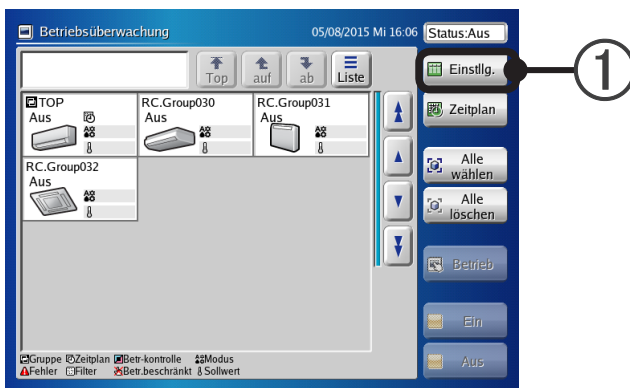 Betriebsüberwachung 05/08/2015 Mi 16:06 Status:Aus
Top auf ab Liste
Einstllg.
1
Zeitplan
TOP
Aus
RC.Group030
Aus
RC.Group031
Aus
RC.Group032
Aus
Alle wählen
Alle löschen
Betrieb
Ein
Aus
Gruppe Zeitplan Betr-kontrolle Modus
Fehler Filter Betr.beschränkt Sollwert